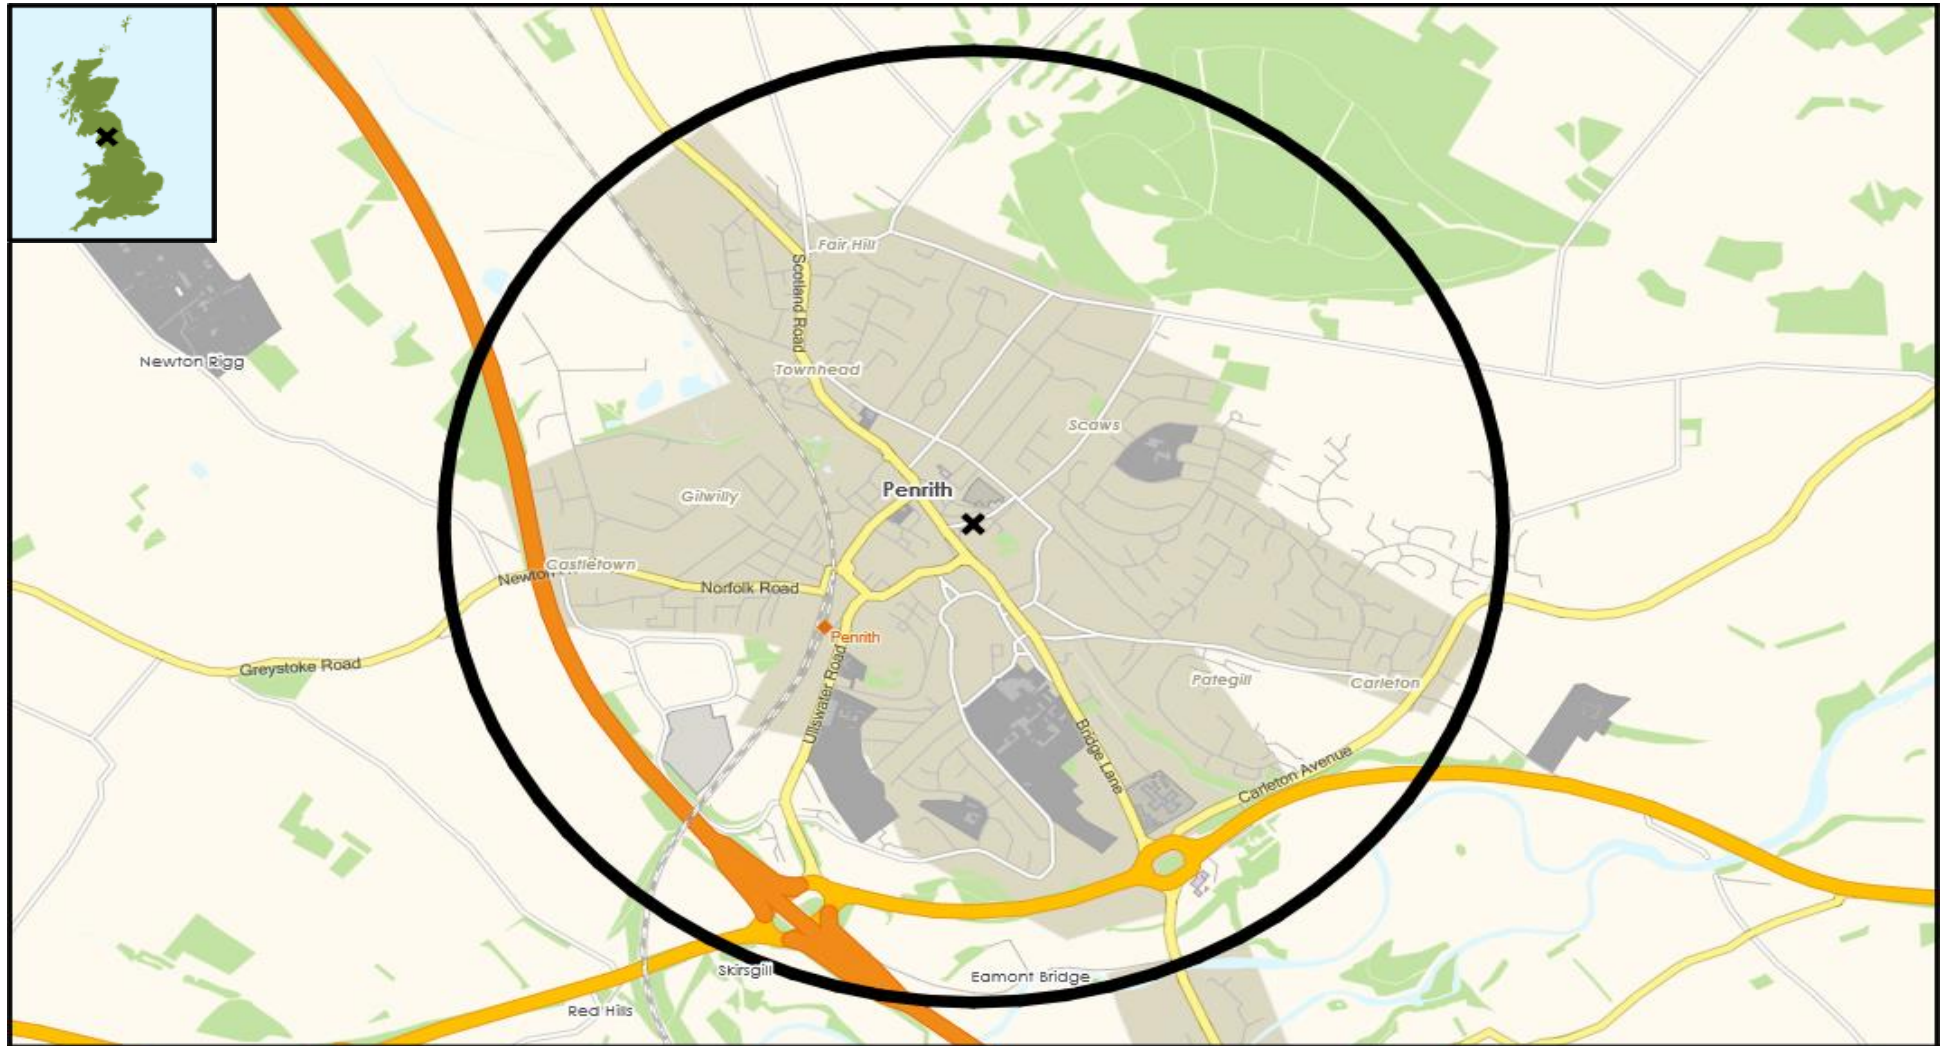 Fair Hill
Scotland Road
Newton Rigg
Townhead
Scaws
Penrith
Gilwilly
Castletown
Newton
Norfolk Road
Penrith
Greystoke Road
Ullswater Road
Pategill
Carleton
Bridge Lane
Carleton Avenue
Skirsgill
Eamont Bridge
Red Hills